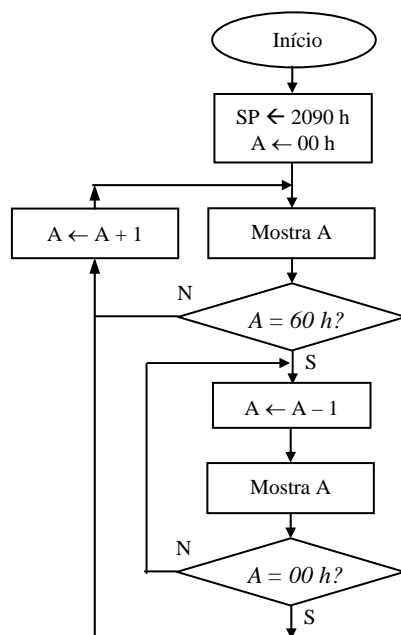 Início
SP ← 2090 h
A ← 00 h
A ← A + 1
Mostra A
N
A = 60 h?
S
A ← A – 1
Mostra A
N
A = 00 h?
S